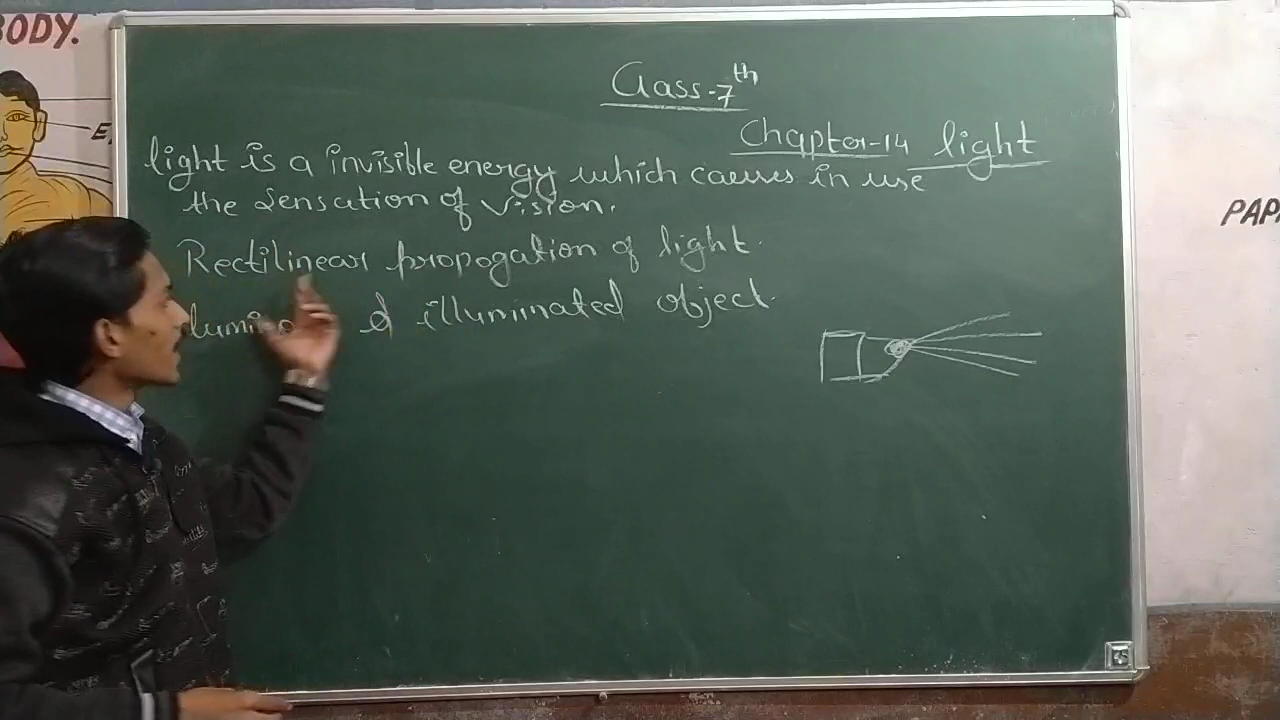 BODY.
Class-7th
Chapter-14 light
light is a invisible energy which causes in use
the sensation of vision.
Rectilinear propogation of light.
& illuminated object.
PAP